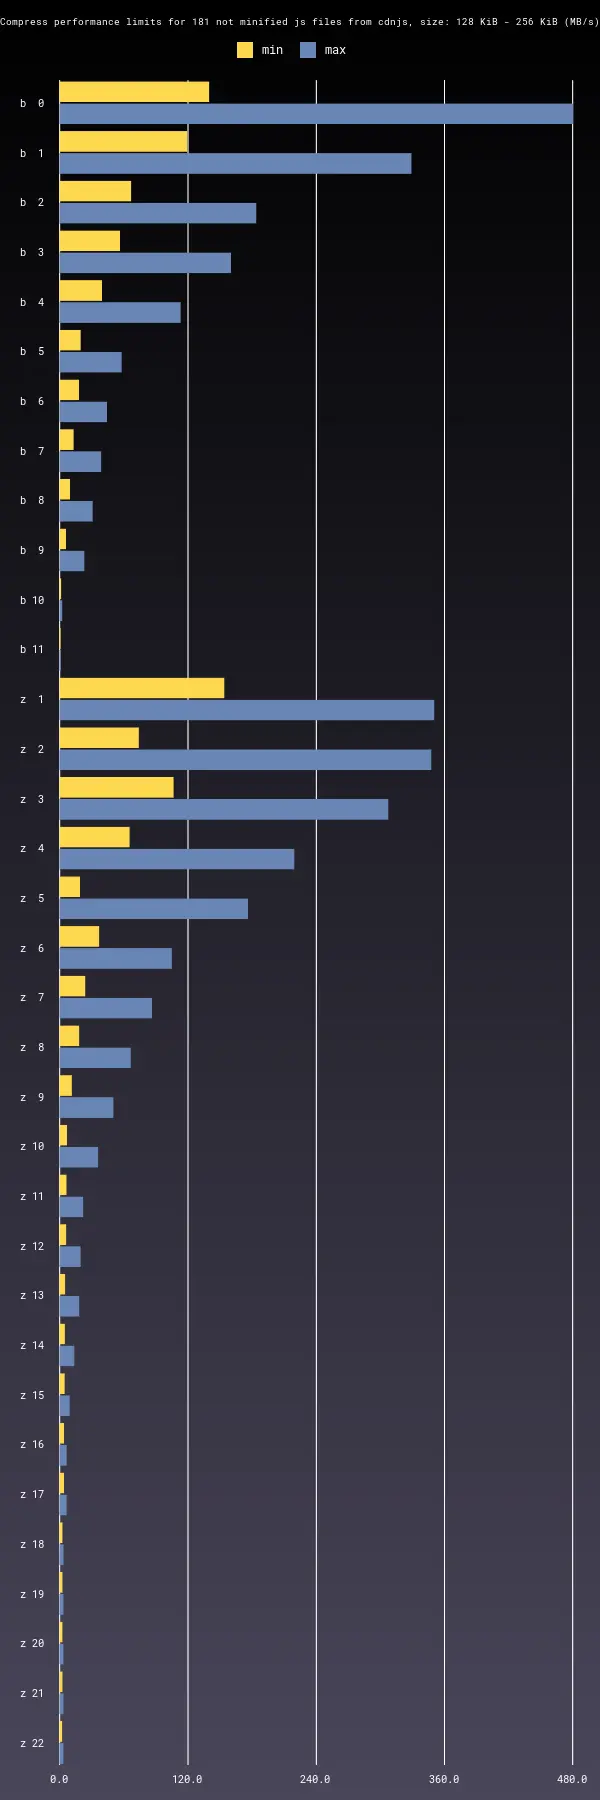 Compress performance limits for 181 not minified js files from cdnjs, size: 128 KiB - 256 KiB (MB/s)
min max
b 0
b 1
b 2
b 3
b 4
b 5
b 6
b 7
b 8
b 9
b 10
b 11
z 1
z 2
z 3
z 4
z 5
z 6
z 7
z 8
z 9
z 10
z 11
z 12
z 13
z 14
z 15
z 16
z 17
z 18
z 19
z 20
z 21
z 22
0.0 120.0 240.0 360.0 480.0